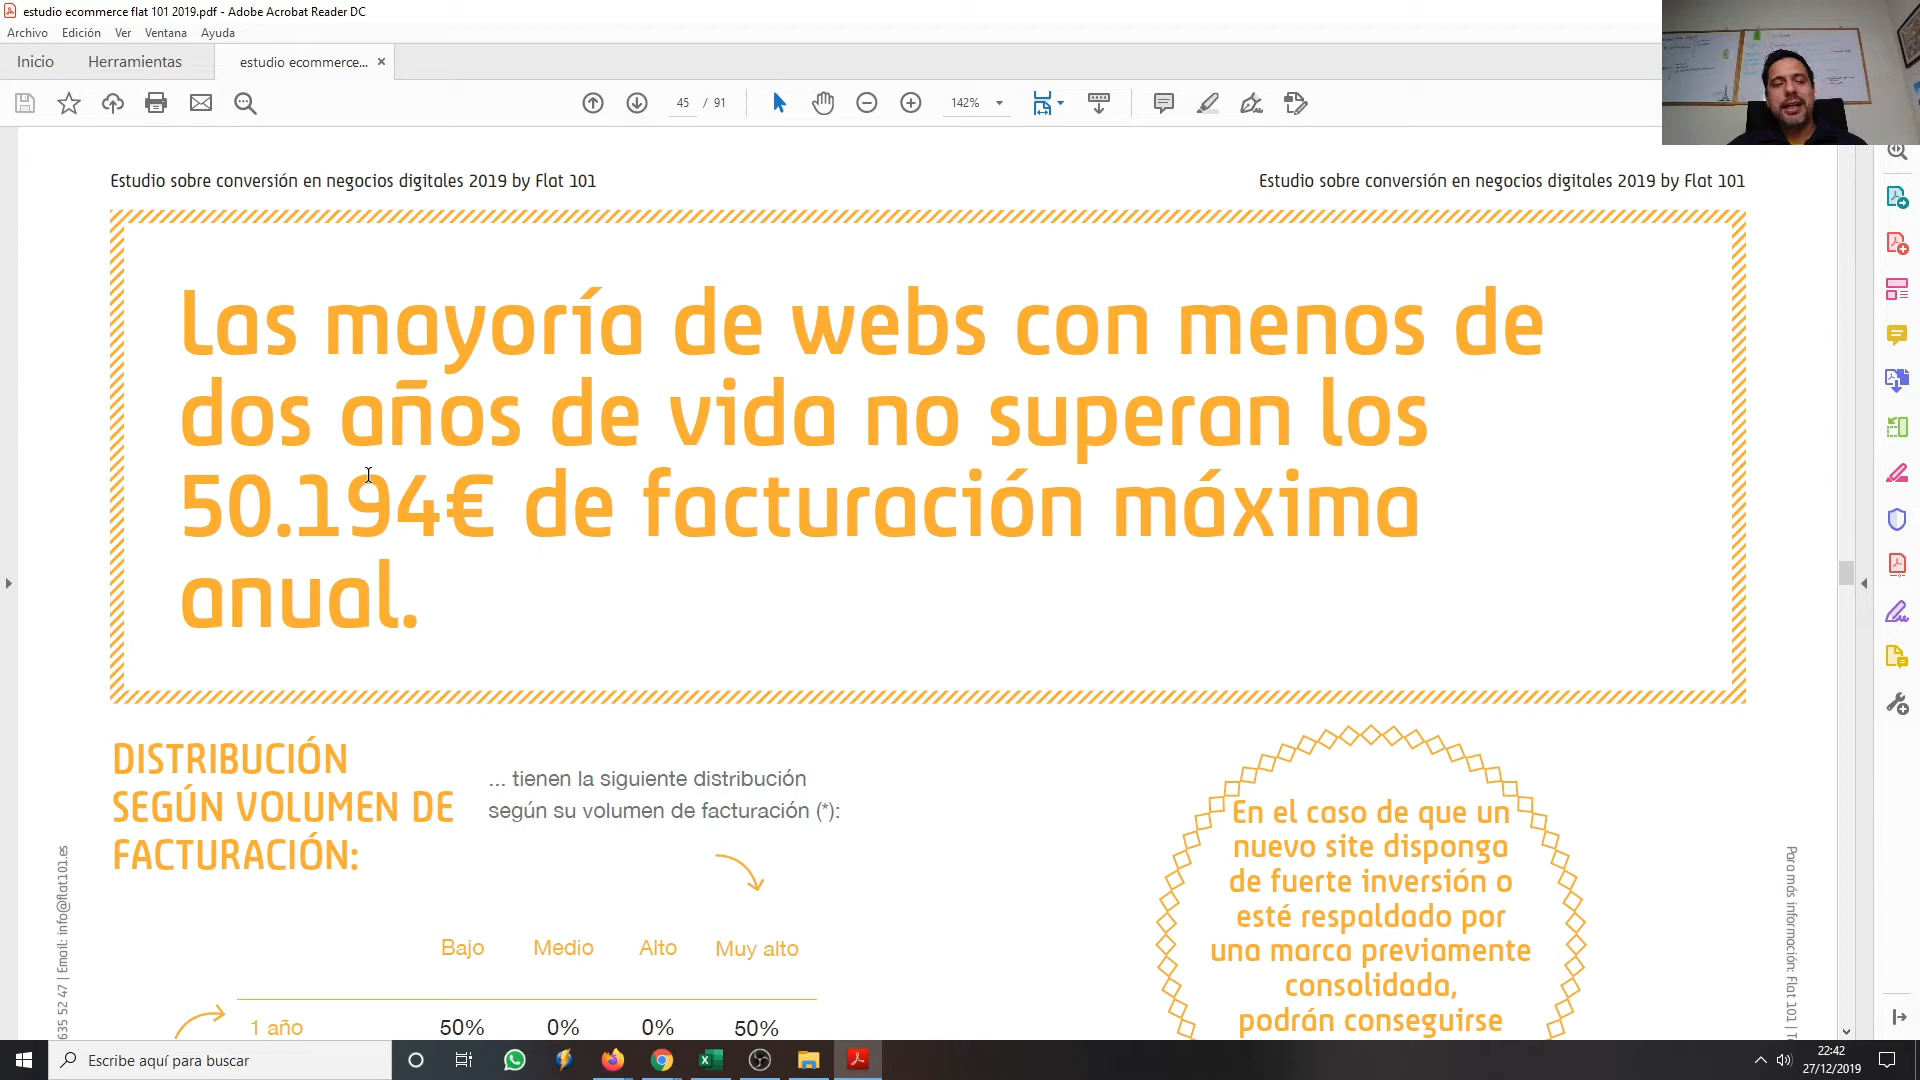 estudio ecommerce flat 101 2019.pdf - Adobe Acrobat Reader DC
Archivo Edición Ver Ventana Ayuda
Inicio Herramientas estudio ecommerce... ×
45 / 91 142%
Estudio sobre conversión en negocios digitales 2019 by Flat 101
Estudio sobre conversión en negocios digitales 2019 by Flat 101
Las mayoría de webs con menos de
dos años de vida no superan los
50.194€ de facturación máxima
anual.
DISTRIBUCIÓN
SEGÚN VOLUMEN DE
FACTURACIÓN:
... tienen la siguiente distribución
según su volumen de facturación (*):
Bajo Medio Alto Muy alto
1 año 50% 0% 0% 50%
En el caso de que un
nuevo site disponga
de fuerte inversión o
esté respaldado por
una marca previamente
consolidada,
podrán conseguirse
635 52 47 | Email: info@flat101.es
Para más información: Flat 101 |
Escribe aquí para buscar
22:42
27/12/2019